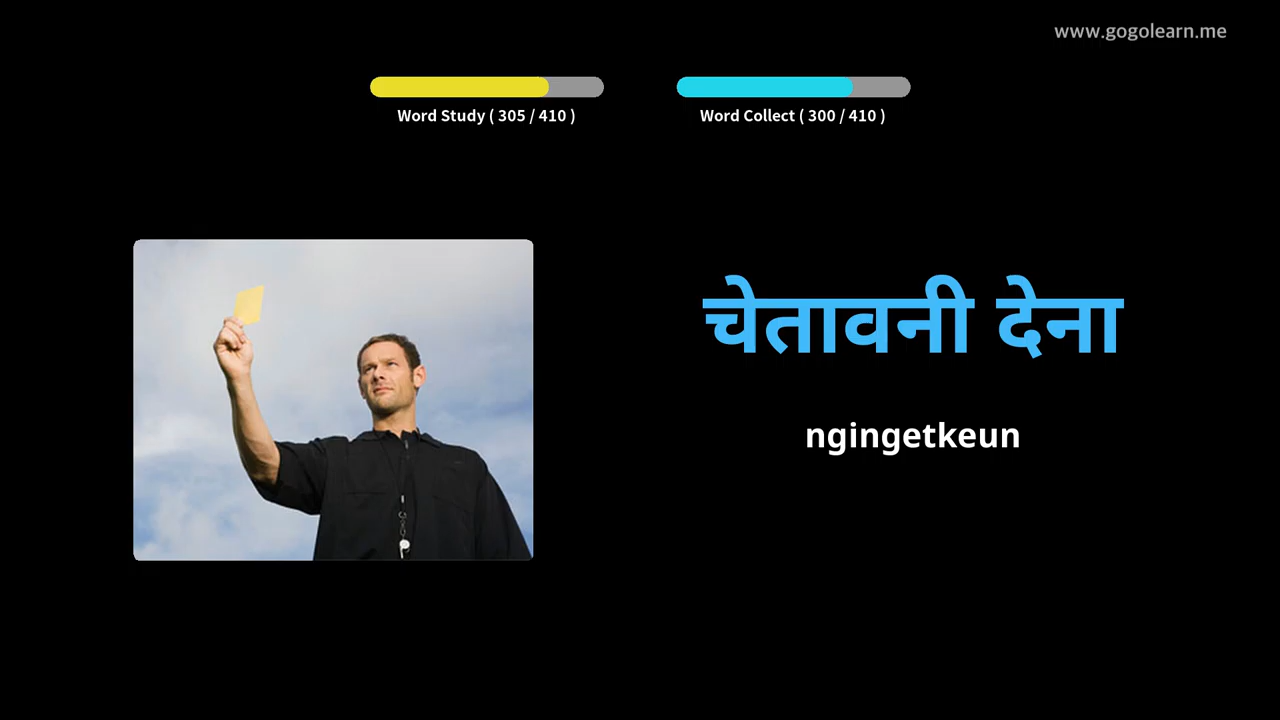 www.gogolearn.me
Word Study ( 305 / 410 )
Word Collect ( 300 / 410 )
चेतावनी देना
ngingetkeun